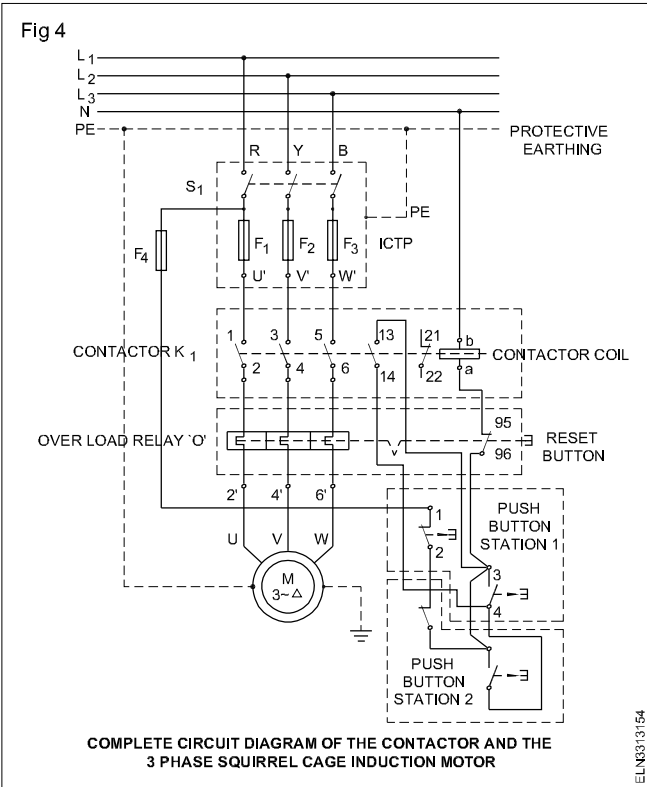 Fig 4
L1
L2
L3
N
PE
PROTECTIVE
EARTHING
R Y B
S1
PE
F4
F1 F2 F3 ICTP
U' V' W'
1 3 5 13 21 b
CONTACTOR K1
CONTACTOR COIL
2 4 6 14 22 a
95
OVER LOAD RELAY `O'
RESET
BUTTON
96
2' 4' 6'
1
PUSH
BUTTON
STATION 1
U V W
2
3
M
3~ △
4
PUSH
BUTTON
STATION 2
COMPLETE CIRCUIT DIAGRAM OF THE CONTACTOR AND THE
3 PHASE SQUIRREL CAGE INDUCTION MOTOR
ELN3313154